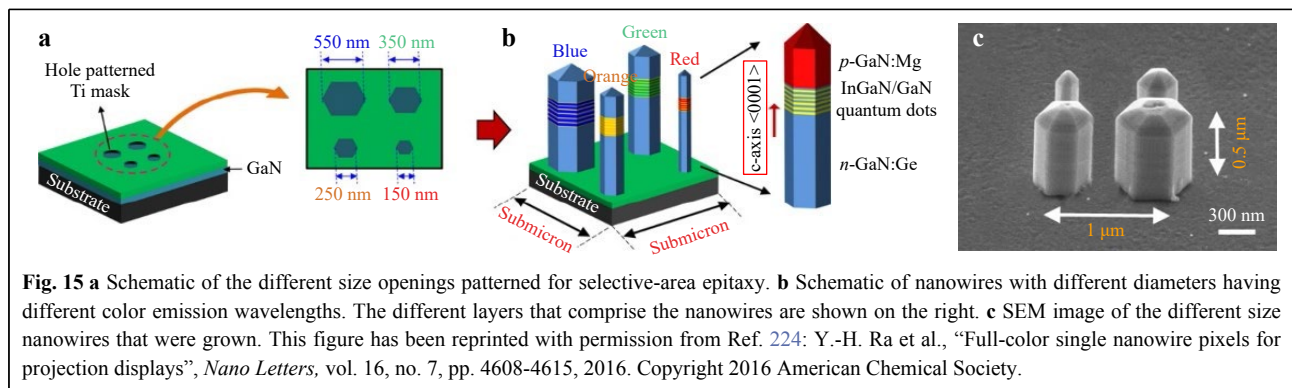 a
Hole patterned
Ti mask
GaN
Substrate
550 nm
350 nm
250 nm
150 nm
b
Blue
Green
Orange
Red
Substrate
Submicron
Submicron
c-axis <0001>
p-GaN:Mg
InGaN/GaN
quantum dots
n-GaN:Ge
c
0.5 μm
1 μm
300 nm
Fig. 15 a Schematic of the different size openings patterned for selective-area epitaxy. b Schematic of nanowires with different diameters having
different color emission wavelengths. The different layers that comprise the nanowires are shown on the right. c SEM image of the different size
nanowires that were grown. This figure has been reprinted with permission from Ref. 224: Y.-H. Ra et al., “Full-color single nanowire pixels for
projection displays”, Nano Letters, vol. 16, no. 7, pp. 4608-4615, 2016. Copyright 2016 American Chemical Society.